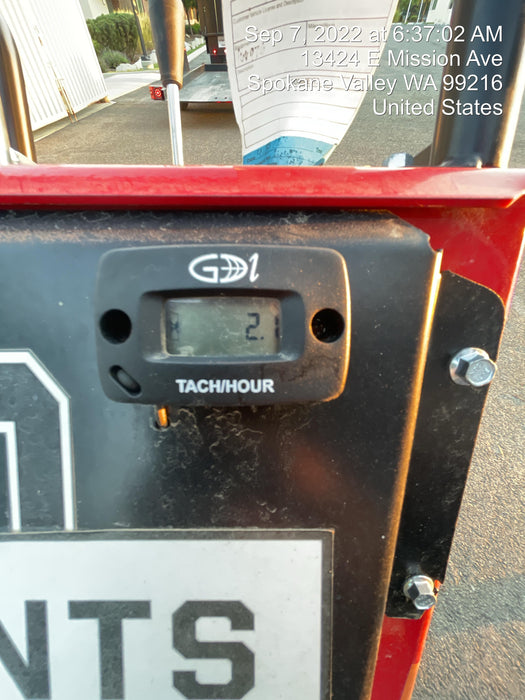 Sep 7, 2022 at 6:37:02 AM
13424 E Mission Ave
Spokane Valley WA 99216
United States
GDI
2.1
TACH/HOUR
NTS